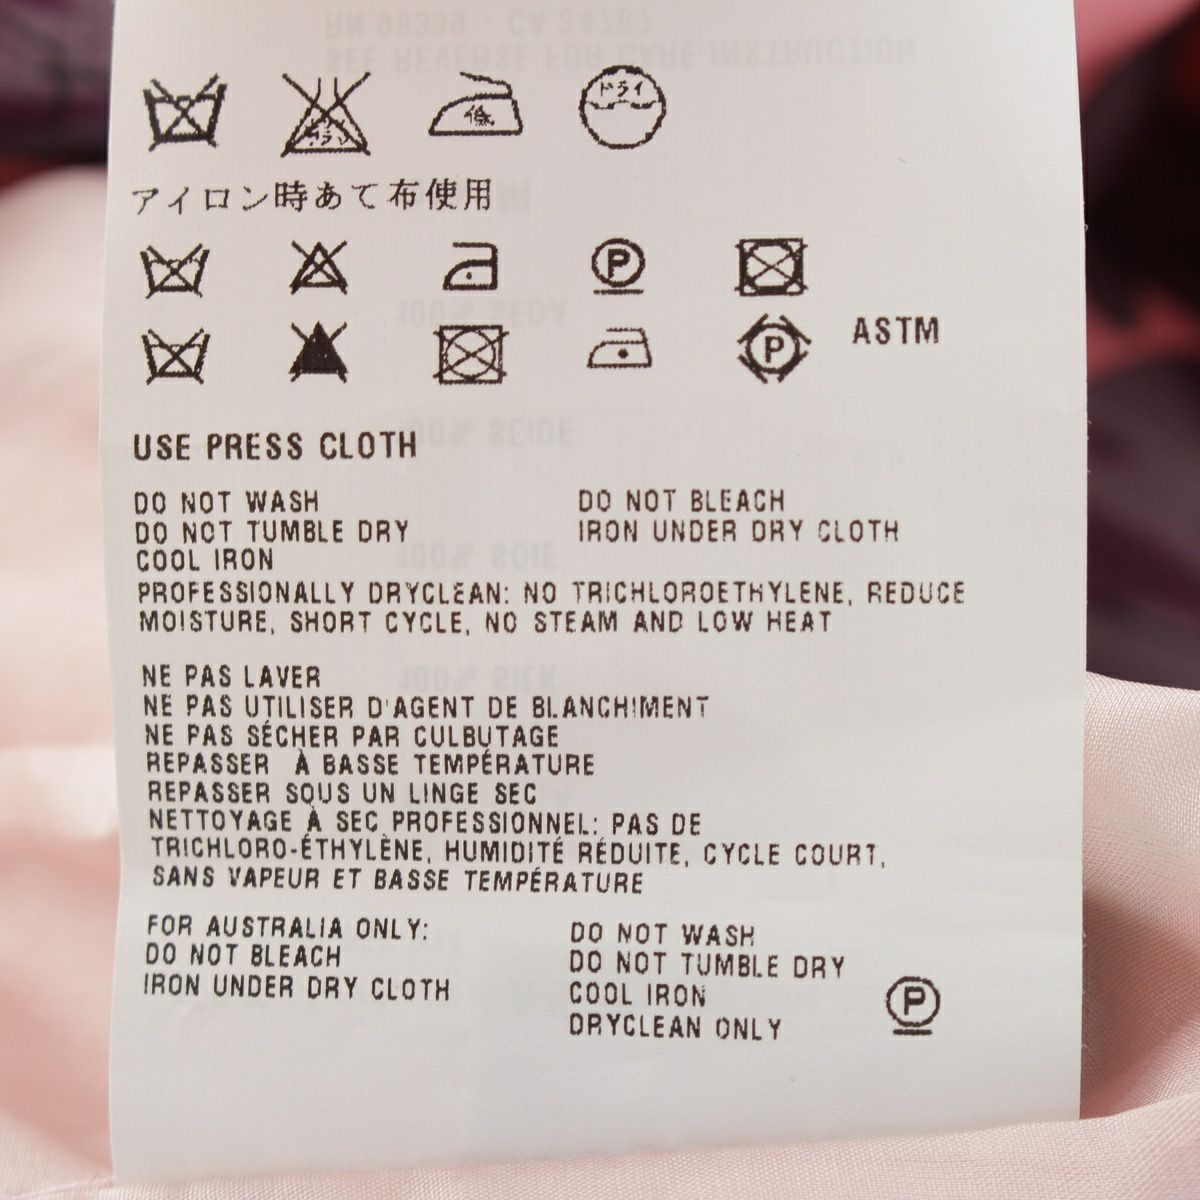 ドライ
アイロン時あて布使用
P
P
ASTM
USE PRESS CLOTH
DO NOT WASH
DO NOT BLEACH
DO NOT TUMBLE DRY
IRON UNDER DRY CLOTH
COOL IRON
PROFESSIONALLY DRYCLEAN: NO TRICHLOROETHYLENE, REDUCE
MOISTURE, SHORT CYCLE, NO STEAM AND LOW HEAT
NE PAS LAVER
NE PAS UTILISER D'AGENT DE BLANCHIMENT
NE PAS SÉCHER PAR CULBUTAGE
REPASSER À BASSE TEMPÉRATURE
REPASSER SOUS UN LINGE SEC
NETTOYAGE À SEC PROFESSIONNEL: PAS DE
TRICHLORO-ÉTHYLÈNE, HUMIDITÉ RÉDUITE, CYCLE COURT,
SANS VAPEUR ET BASSE TEMPÉRATURE
FOR AUSTRALIA ONLY:
DO NOT BLEACH
IRON UNDER DRY CLOTH
DO NOT WASH
DO NOT TUMBLE DRY
COOL IRON
DRYCLEAN ONLY
P